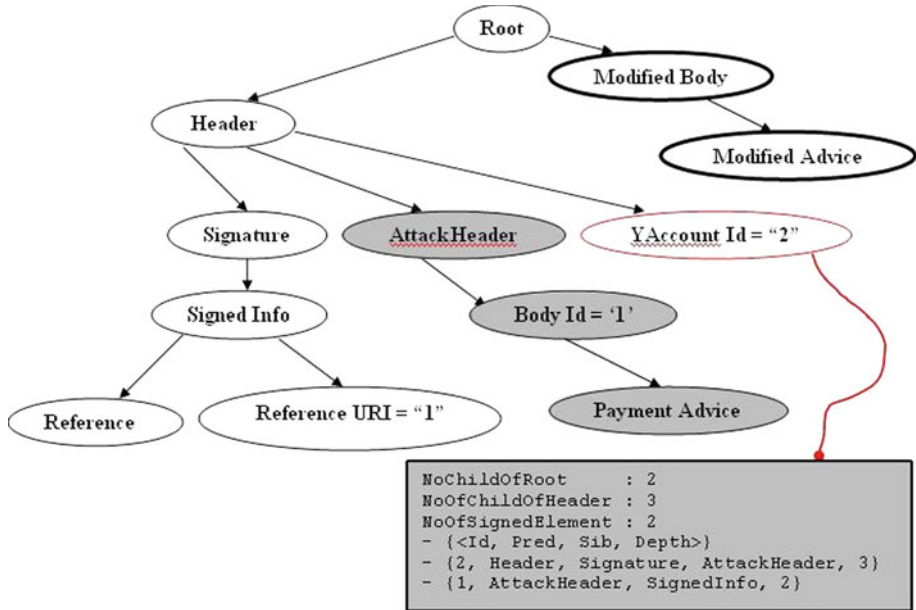 Root
Modified Body
Header
Modified Advice
Signature
AttackHeader
YAccount Id = “2”
Signed Info
Body Id = ‘1’
Reference
Reference URI = “1”
Payment Advice
NoChildOfRoot : 2
NoOfChildOfHeader : 3
NoOfSignedElement : 2
- {<Id, Pred, Sib, Depth>}
- {2, Header, Signature, AttackHeader, 3}
- {1, AttackHeader, SignedInfo, 2}